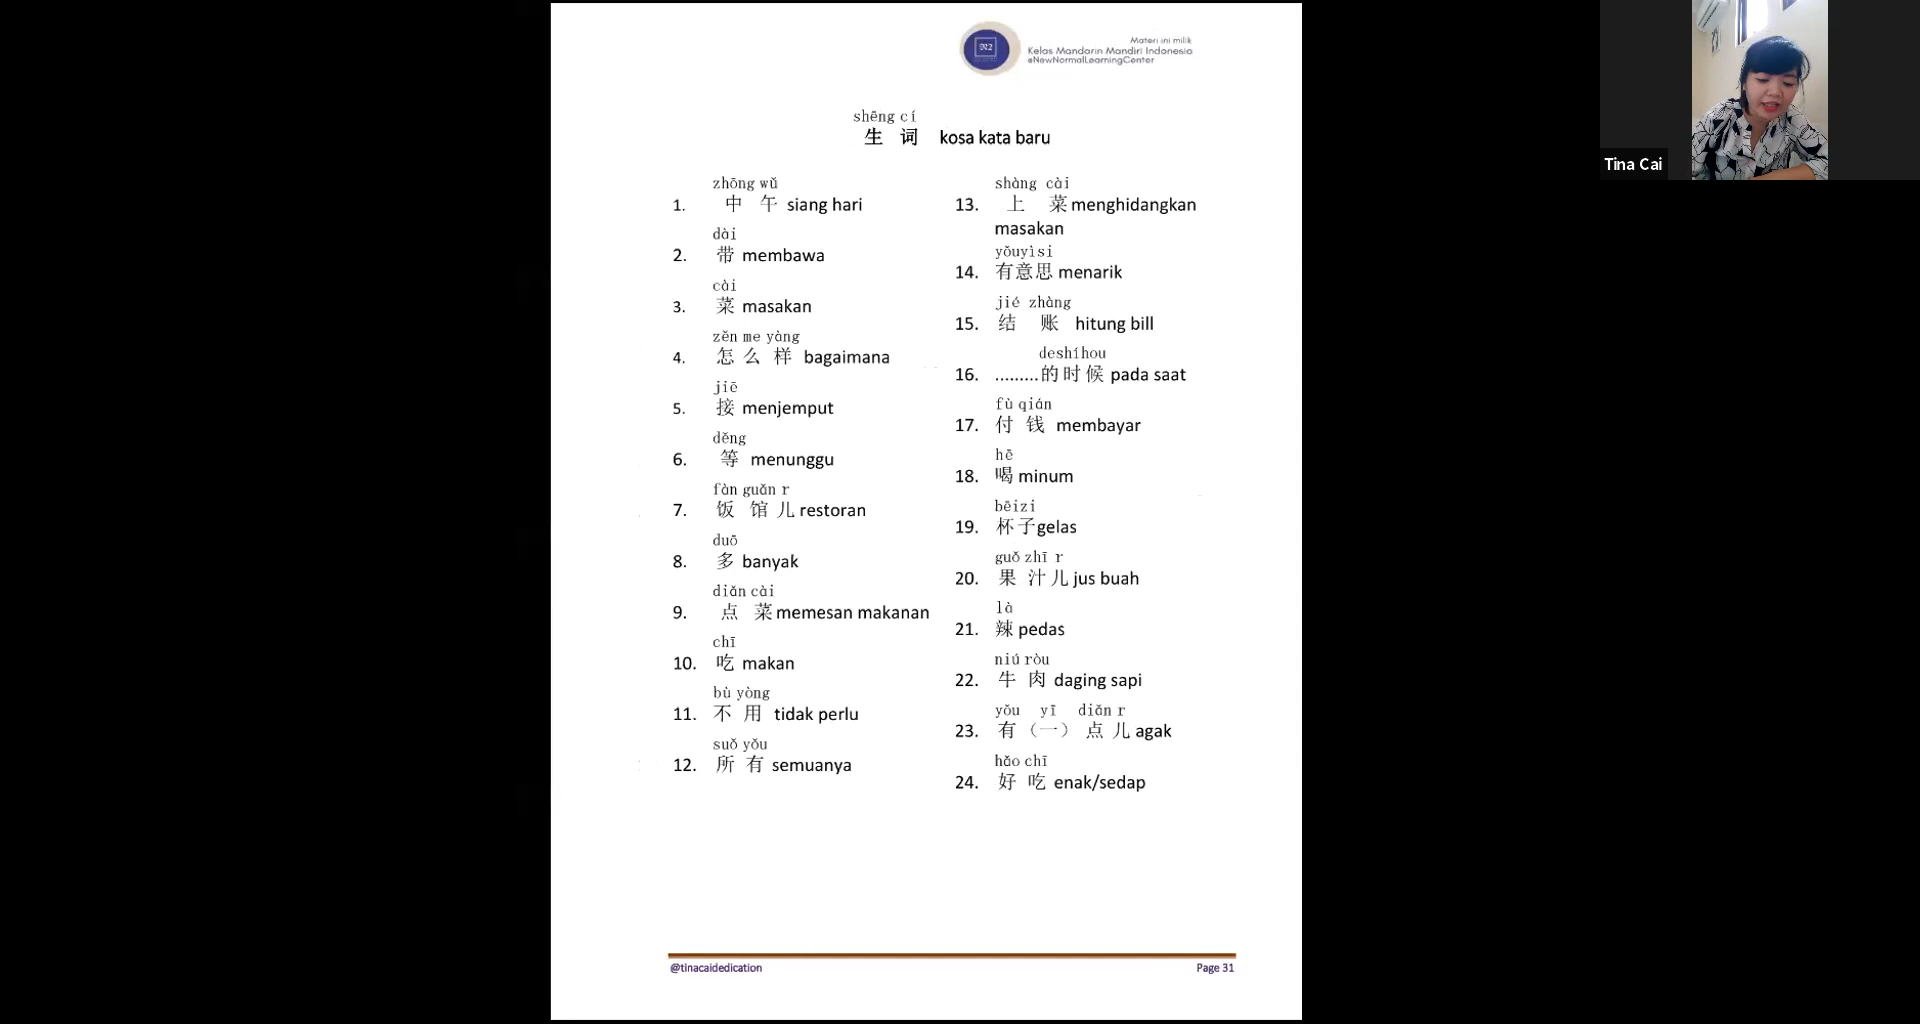 Materi ini milik
Kelas Mandarin Mandiri Indonesia
#NewNormalLearningCenter
shēng cí
生 词 kosa kata baru
zhōng wǔ
1. 中 午 siang hari
dài
2. 带 membawa
cài
3. 菜 masakan
zěn me yàng
4. 怎 么 样 bagaimana
jiē
5. 接 menjemput
děng
6. 等 menunggu
fàn guǎn r
7. 饭 馆 儿 restoran
duō
8. 多 banyak
diǎn cài
9. 点 菜 memesan makanan
chī
10. 吃 makan
bù yòng
11. 不 用 tidak perlu
suǒ yǒu
12. 所 有 semuanya
shàng cài
13. 上 菜 menghidangkan
masakan
yǒuyìsi
14. 有意思 menarik
jié zhàng
15. 结 账 hitung bill
deshíhou
16. .........的时候 pada saat
fù qián
17. 付 钱 membayar
hē
18. 喝 minum
bēizi
19. 杯子 gelas
guǒ zhī r
20. 果 汁 儿 jus buah
là
21. 辣 pedas
niú ròu
22. 牛 肉 daging sapi
yǒu yī diǎn r
23. 有（一）点 儿 agak
hǎo chī
24. 好 吃 enak/sedap
@tinacaidedication
Page 31
Tina Cai